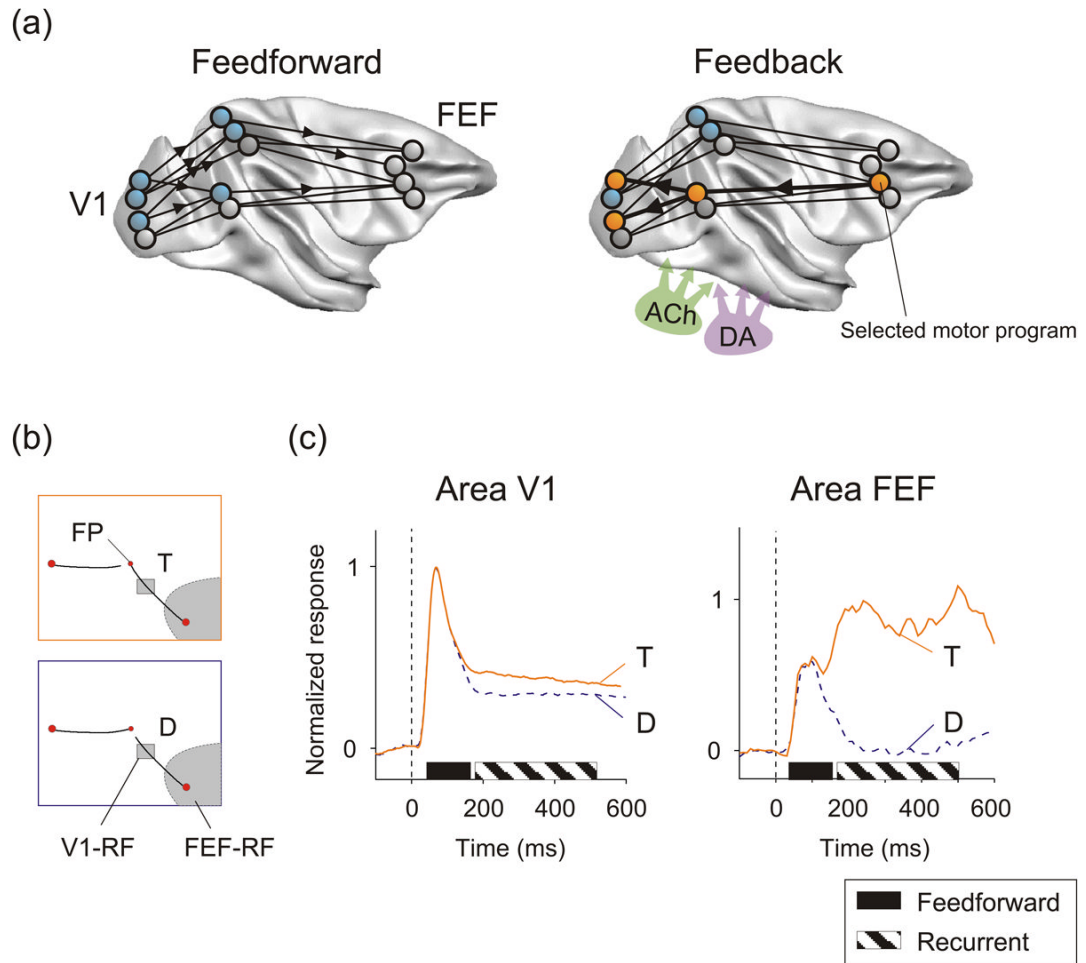 (a)
Feedforward
Feedback
FEF
V1
ACh
DA
Selected motor program
(b)
(c)
FP
T
D
V1-RF
FEF-RF
Area V1
Area FEF
Normalized response
1
0
T
D
0
200
400
600
Time (ms)
1
0
T
D
0
200
400
600
Time (ms)
Feedforward
Recurrent